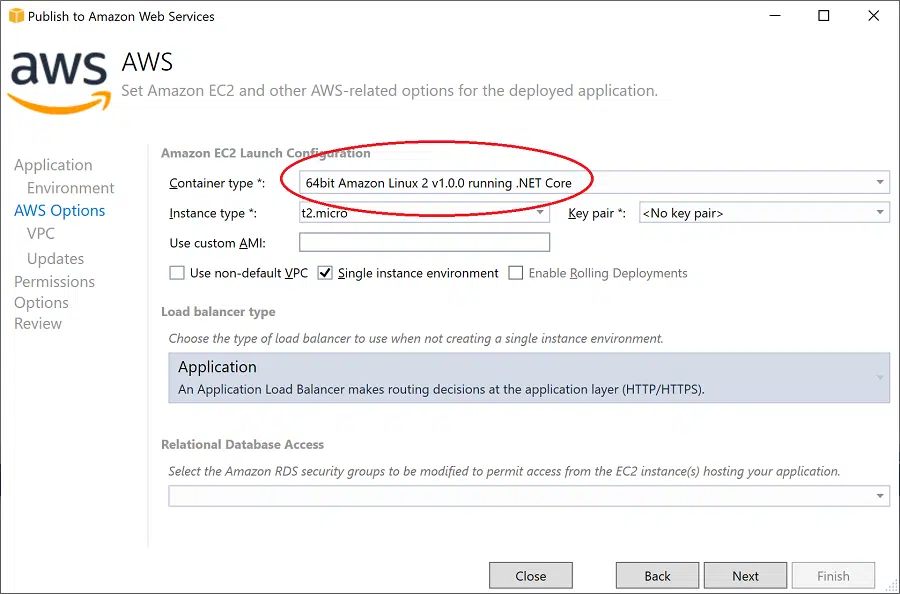 Publish to Amazon Web Services
aws
AWS
Set Amazon EC2 and other AWS-related options for the deployed application.
Application
Environment
AWS Options
VPC
Updates
Permissions
Options
Review
Amazon EC2 Launch Configuration
Container type *: 64bit Amazon Linux 2 v1.0.0 running .NET Core
Instance type *: t2.micro Key pair *: <No key pair>
Use custom AMI:
Use non-default VPC Single instance environment Enable Rolling Deployments
Load balancer type
Choose the type of load balancer to use when not creating a single instance environment.
Application
An Application Load Balancer makes routing decisions at the application layer (HTTP/HTTPS).
Relational Database Access
Select the Amazon RDS security groups to be modified to permit access from the EC2 instance(s) hosting your application.
Close Back Next Finish